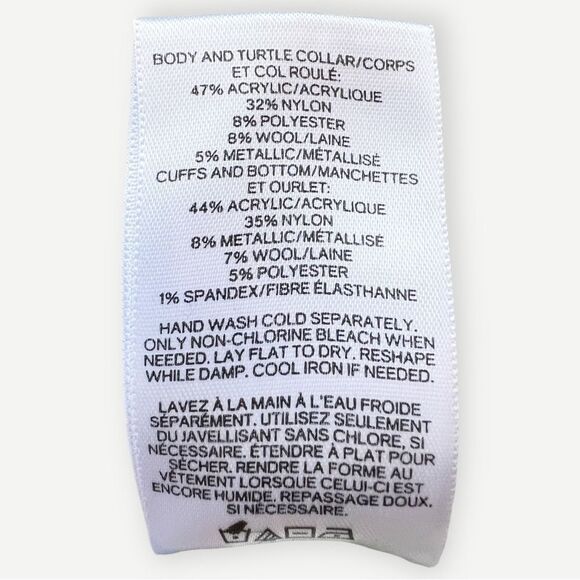 BODY AND TURTLE COLLAR/CORPS
ET COL ROULÉ:
47% ACRYLIC/ACRYLIQUE
32% NYLON
8% POLYESTER
8% WOOL/LAINE
5% METALLIC/MÉTALLISÉ
CUFFS AND BOTTOM/MANCHETTES
ET OURLET:
44% ACRYLIC/ACRYLIQUE
35% NYLON
8% METALLIC/MÉTALLISÉ
7% WOOL/LAINE
5% POLYESTER
1% SPANDEX/FIBRE ÉLASTHANNE
HAND WASH COLD SEPARATELY.
ONLY NON-CHLORINE BLEACH WHEN
NEEDED. LAY FLAT TO DRY. RESHAPE
WHILE DAMP. COOL IRON IF NEEDED.
LAVEZ À LA MAIN À L'EAU FROIDE
SÉPARÉMENT. UTILISEZ SEULEMENT
DU JAVELLISANT SANS CHLORE, SI
NÉCESSAIRE. ÉTENDRE À PLAT POUR
SÉCHER. RENDRE LA FORME AU
VÊTEMENT LORSQUE CELUI-CI EST
ENCORE HUMIDE. REPASSAGE DOUX.
SI NÉCESSAIRE.